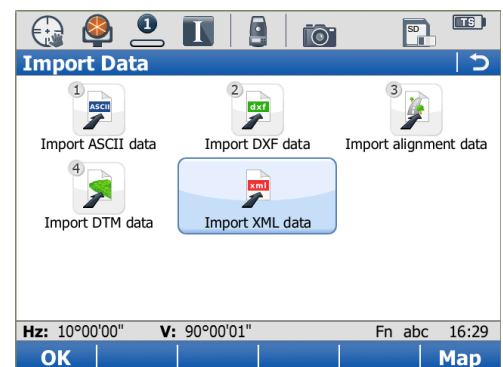 1 I SD TS
Import Data
1 2 3
ASCII dxf
Import ASCII data Import DXF data Import alignment data
4
xml
Import DTM data Import XML data
Hz: 10°00'00" V: 90°00'01" Fn abc 16:29
OK Map